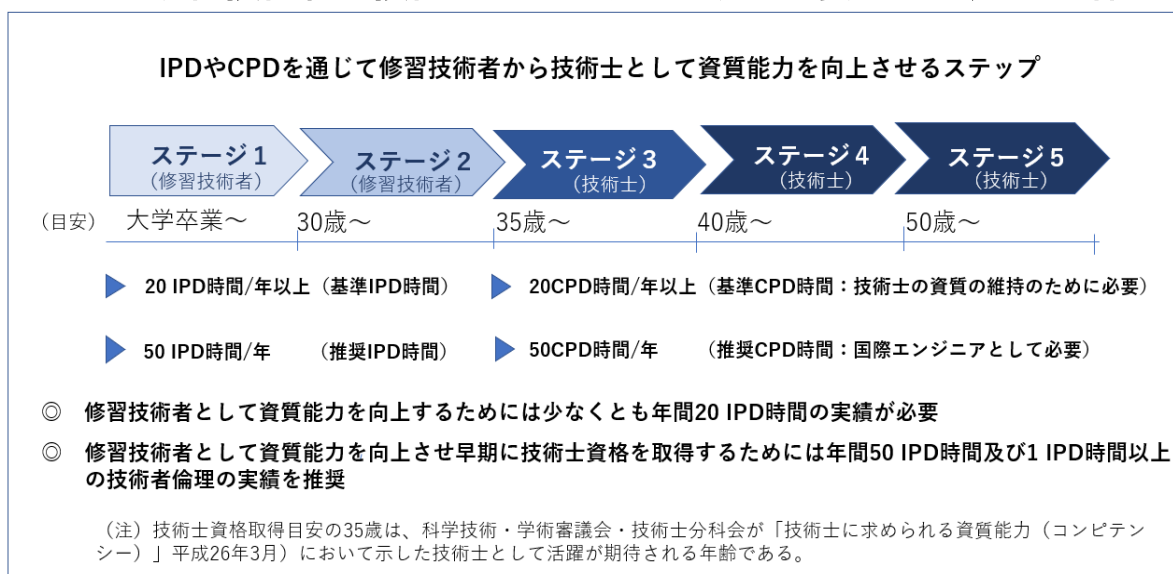 IPDやCPDを通じて修習技術者から技術士として資質能力を向上させるステップ
ステージ1 ステージ2 ステージ3 ステージ4 ステージ5
(修習技術者) (修習技術者) (技術士) (技術士) (技術士)
(目安) 大学卒業~ 30歳~ 35歳~ 40歳~ 50歳~
20 IPD時間/年以上(基準IPD時間) 20CPD時間/年以上(基準CPD時間:技術士の資質の維持のために必要)
50 IPD時間/年 (推奨IPD時間) 50CPD時間/年 (推奨CPD時間:国際エンジニアとして必要)
◎ 修習技術者として資質能力を向上するためには少なくとも年間20 IPD時間の実績が必要
◎ 修習技術者として資質能力を向上させ早期に技術士資格を取得するためには年間50 IPD時間及び1 IPD時間以上
の技術者倫理の実績を推奨
(注)技術士資格取得目安の35歳は、科学技術・学術審議会・技術士分科会が「技術士に求められる資質能力(コンピテン
シー)」平成26年3月)において示した技術士として活躍が期待される年齢である。